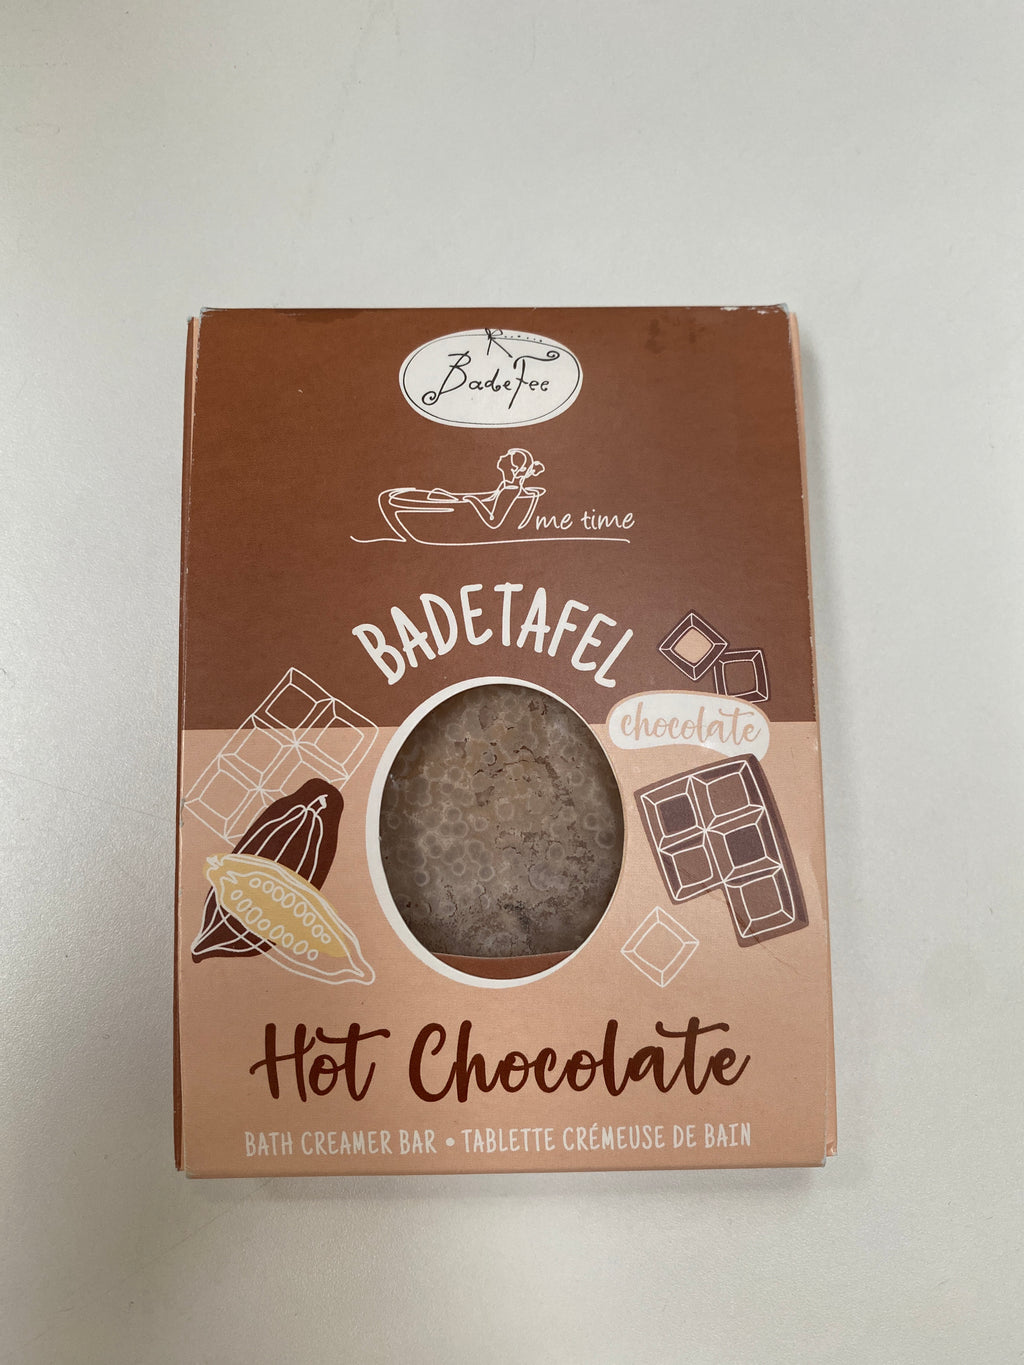 BadeFee
me time
BADETAFEL
chocolate
Hot Chocolate
BATH CREAMER BAR • TABLETTE CRÉMEUSE DE BAIN